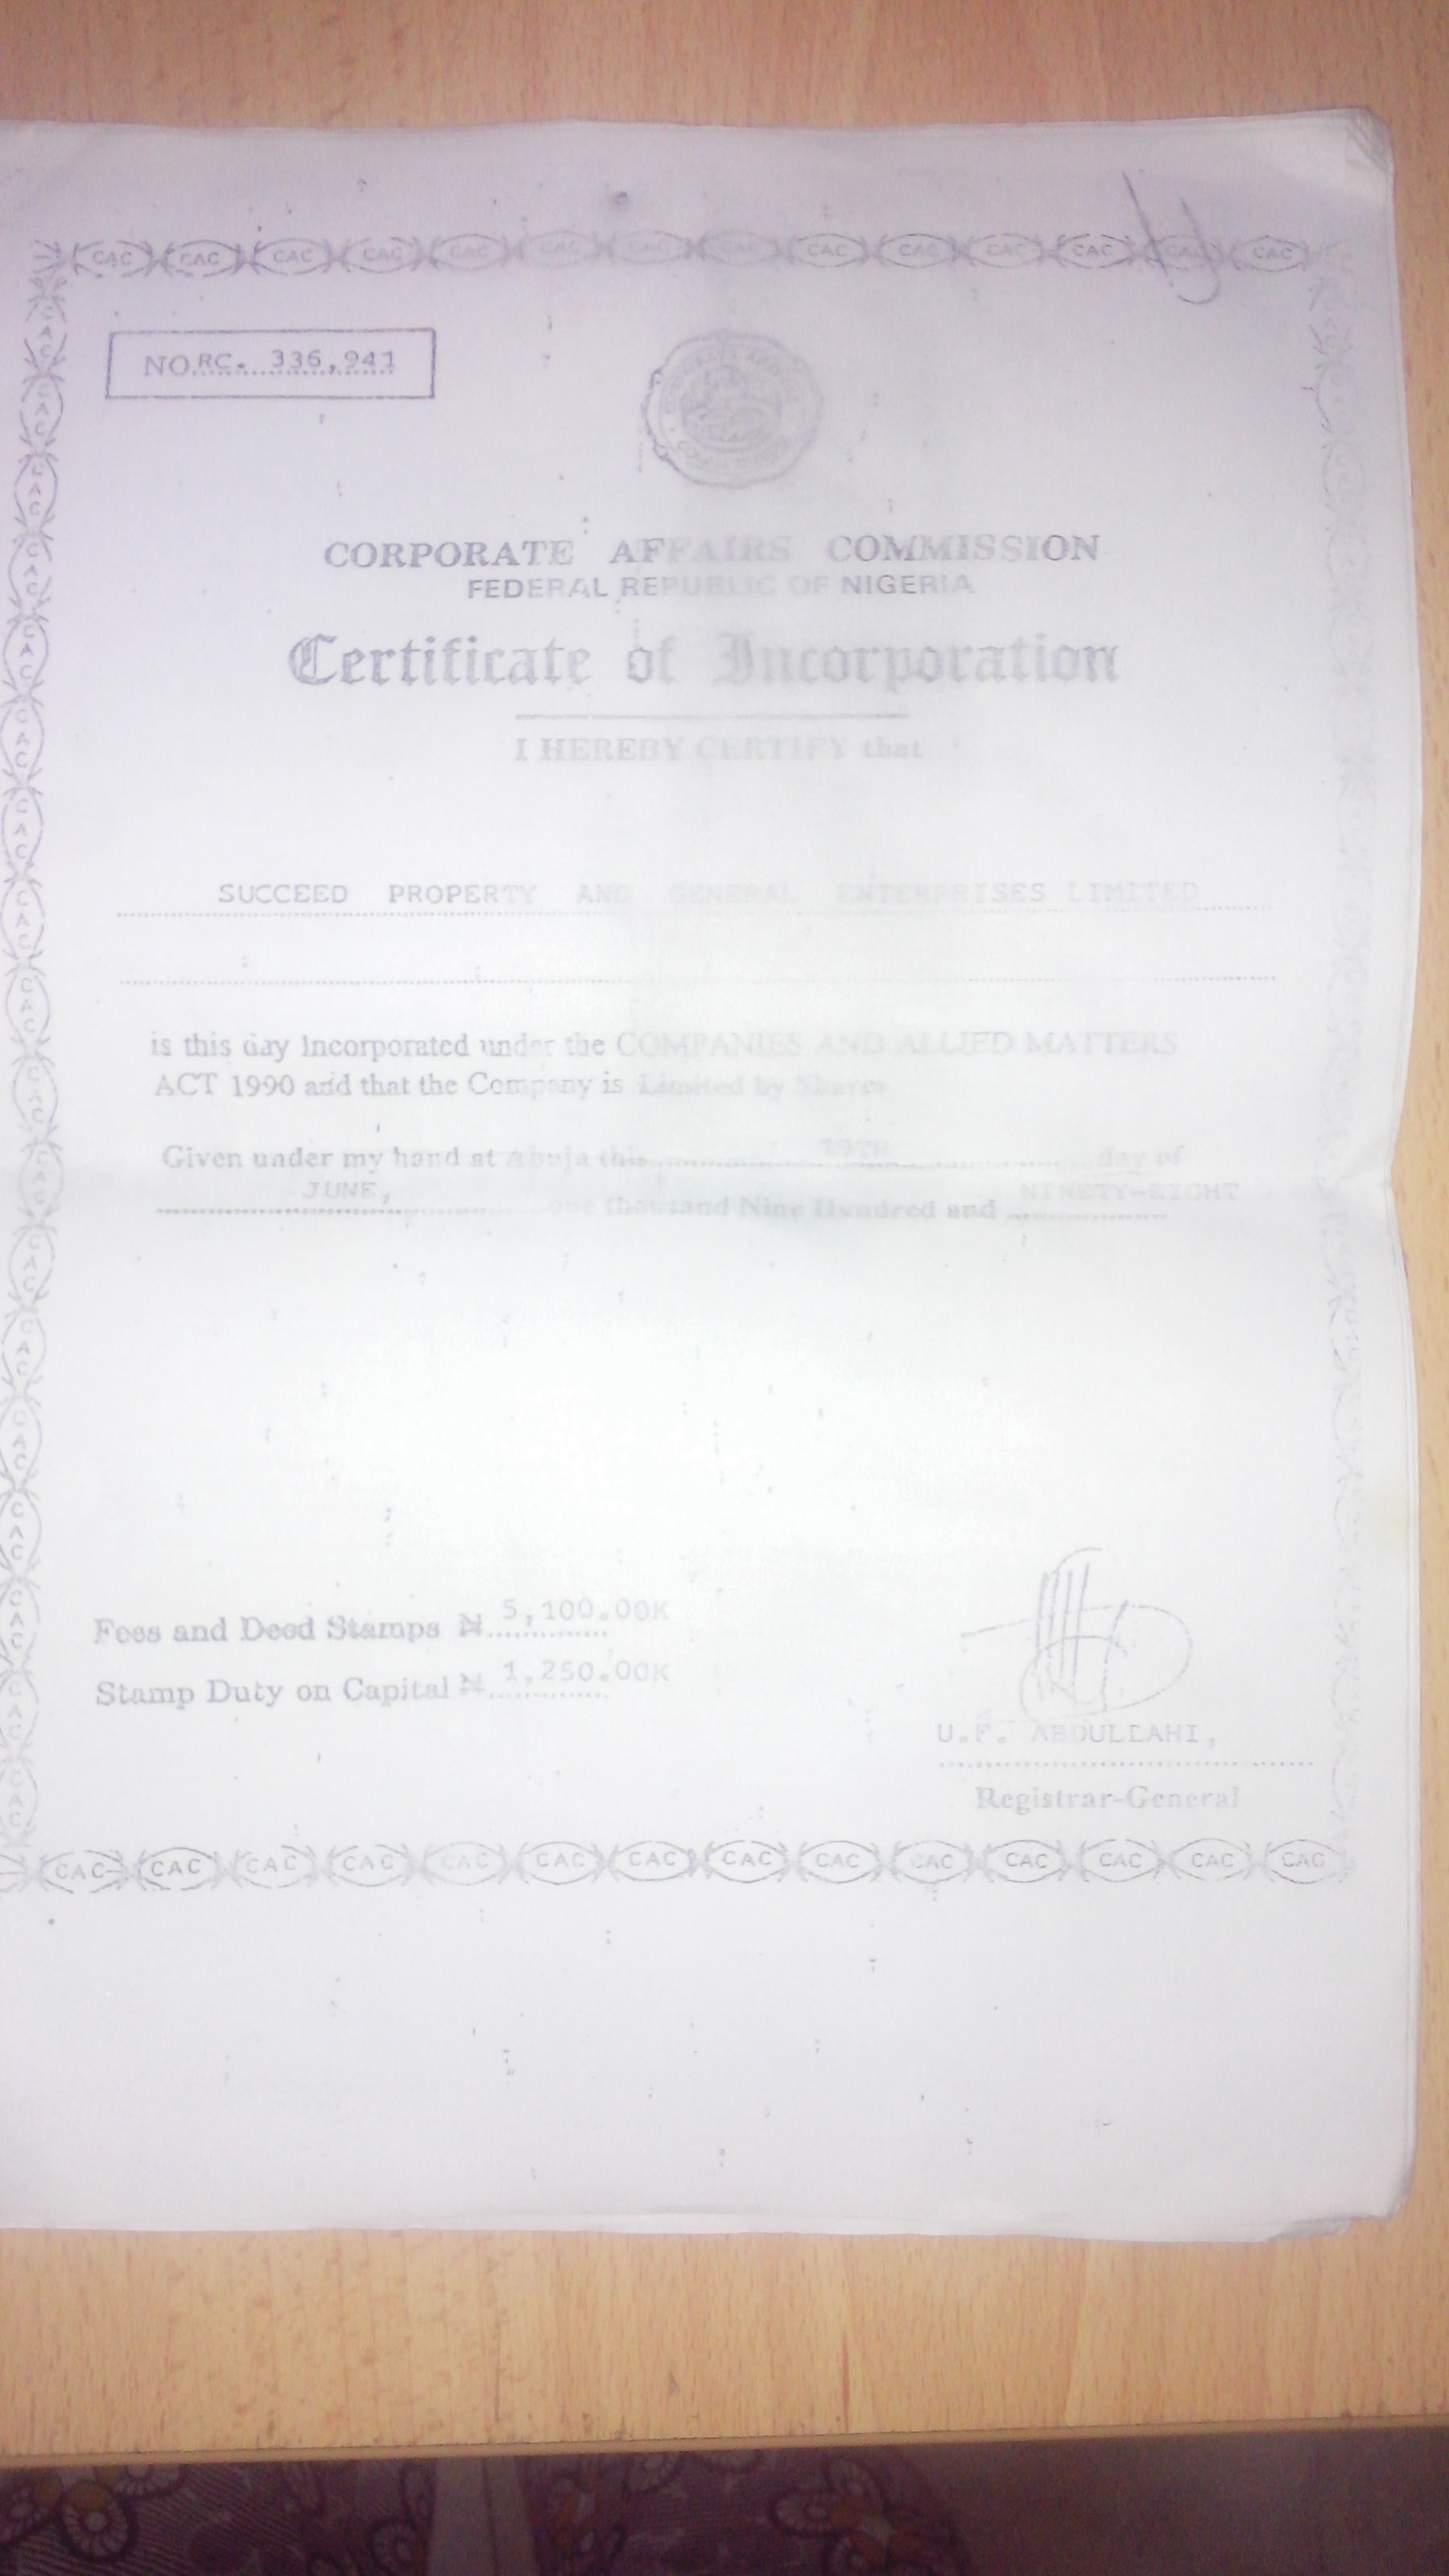 CAC CAC CAC CAC CAC CAC CAC CAC CAC CAC CAC CAC CAC CAC
NO RC. 336,941
CORPORATE AFFAIRS COMMISSION
FEDERAL REPUBLIC OF NIGERIA
Certificate of Incorporation
I HEREBY CERTIFY that
SUCCEED PROPERTY AND GENERAL ENTERPRISES LIMITED
is this day Incorporated under the COMPANIES AND ALLIED MATTERS
ACT 1990 and that the Company is Limited by Shares
Given under my hand at Abuja this day of
JUNE, one thousand Nine Hundred and NINETY-EIGHT
Fees and Deed Stamps ₦ 5,100.00K
Stamp Duty on Capital ₦ 1,250.00K
U.F. ABDULLAHI,
Registrar-General
CAC CAC CAC CAC CAC CAC CAC CAC CAC CAC CAC CAC CAC CAC